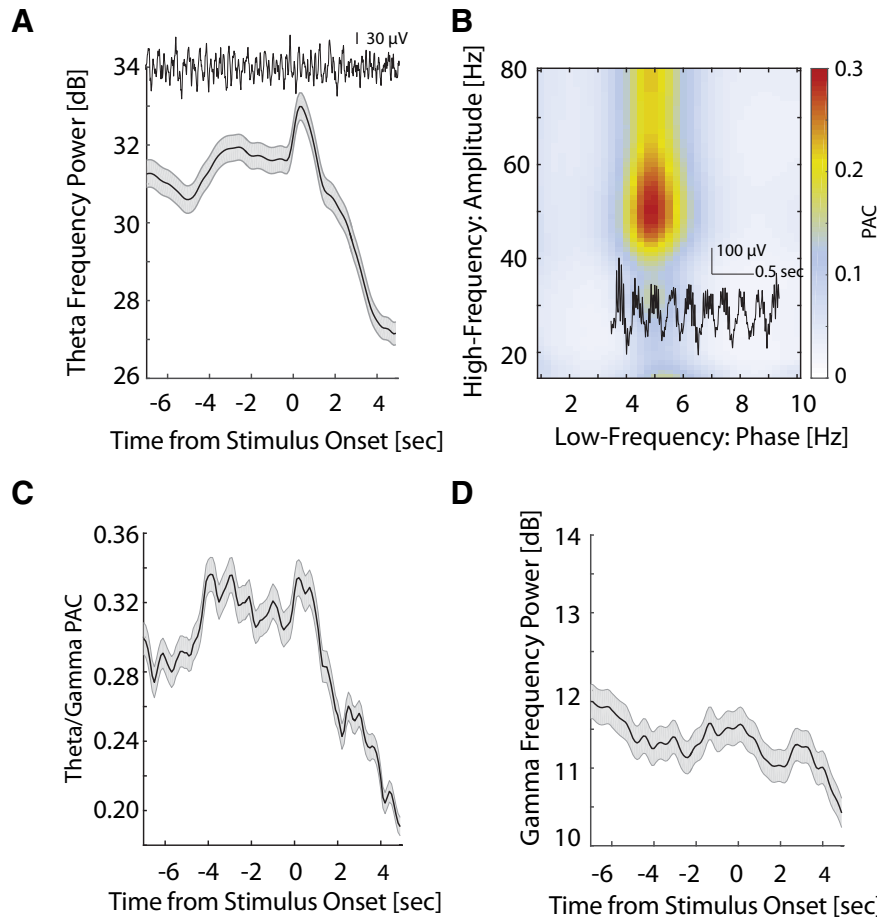 A
30 µV
Theta Frequency Power [dB]
34
32
30
28
26
-6 -4 -2 0 2 4
Time from Stimulus Onset [sec]
B
High-Frequency: Amplitude [Hz]
80
60
40
20
100 µV
0.5 sec
2 4 6 8 10
Low-Frequency: Phase [Hz]
0.3
0.2
0.1
0
PAC
C
Theta/Gamma PAC
0.36
0.32
0.28
0.24
0.20
-6 -4 -2 0 2 4
Time from Stimulus Onset [sec]
D
Gamma Frequency Power [dB]
14
13
12
11
10
-6 -4 -2 0 2 4
Time from Stimulus Onset [sec]